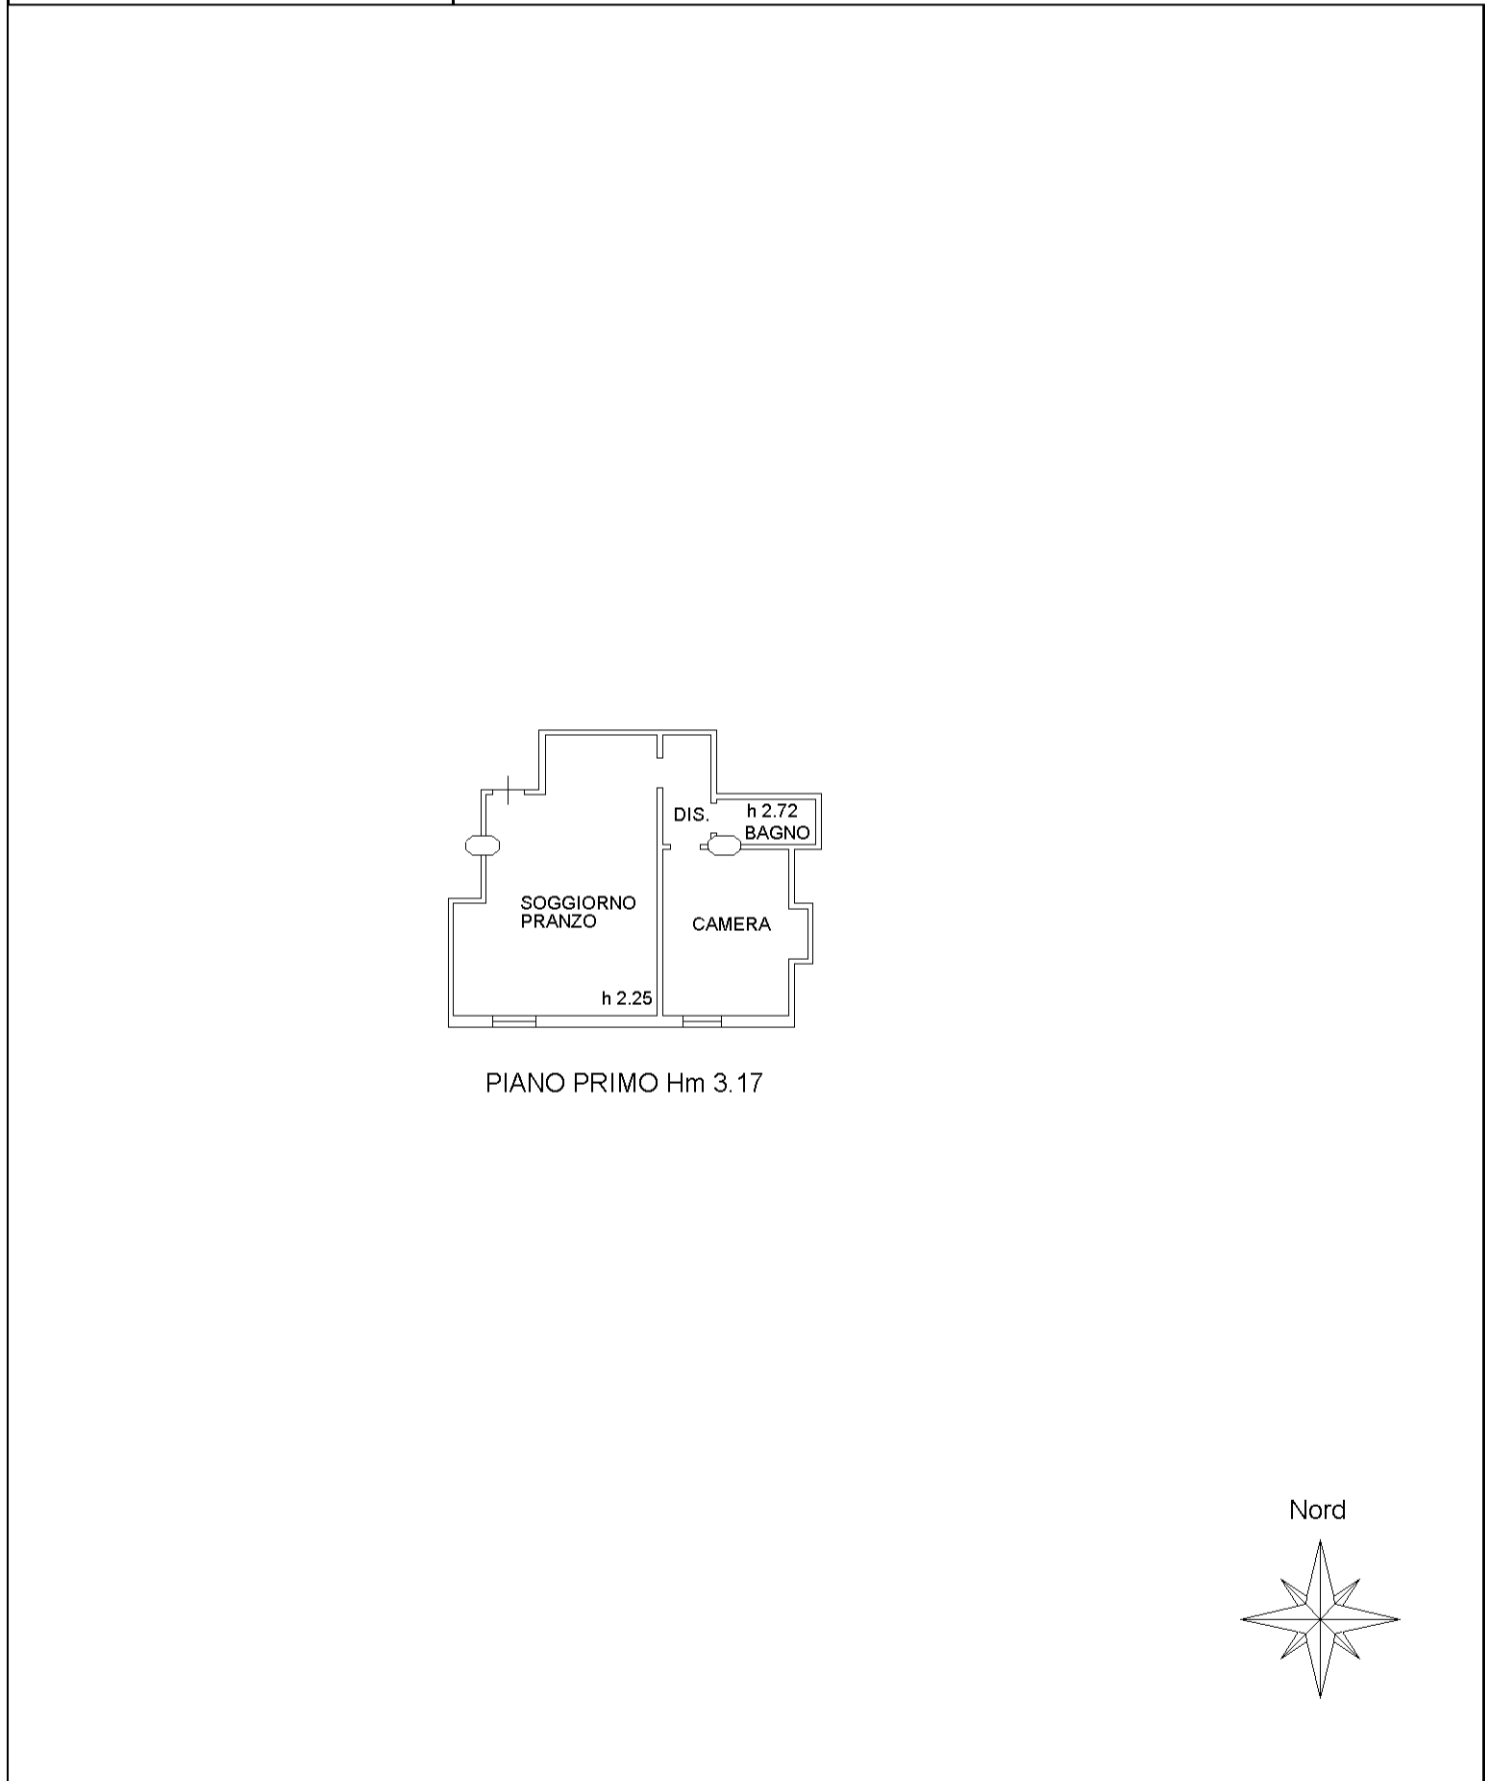 DIS.
h 2.72
BAGNO
SOGGIORNO
PRANZO
CAMERA
h 2.25
PIANO PRIMO Hm 3.17
Nord